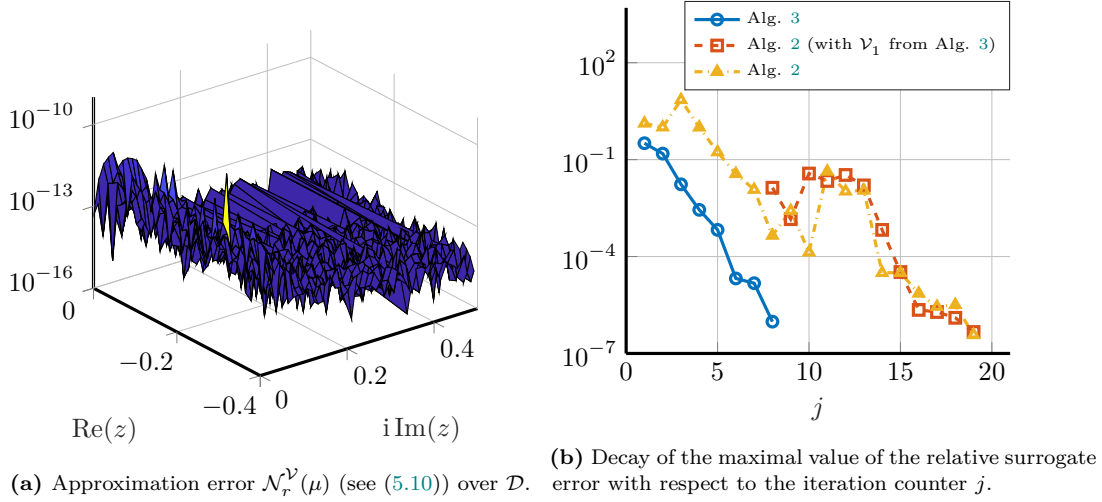 10^{-10}
10^{-13}
10^{-16}
0
−0.2
−0.4
0
0.2
0.4
Re(z)
i Im(z)
(a) Approximation error 𝒩_r^𝒱(μ) (see (5.10)) over 𝒟.
Alg. 3
Alg. 2 (with 𝒱_1 from Alg. 3)
Alg. 2
10^2
10^{-1}
10^{-4}
10^{-7}
0 5 10 15 20
j
(b) Decay of the maximal value of the relative surrogate
error with respect to the iteration counter j.